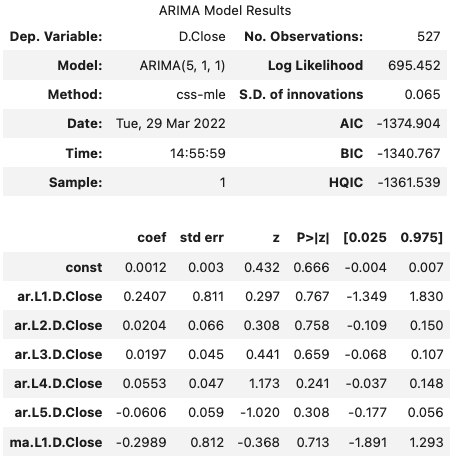 ARIMA Model Results
Dep. Variable: D.Close No. Observations: 527
Model: ARIMA(5, 1, 1) Log Likelihood 695.452
Method: css-mle S.D. of innovations 0.065
Date: Tue, 29 Mar 2022 AIC -1374.904
Time: 14:55:59 BIC -1340.767
Sample: 1 HQIC -1361.539
coef std err z P>|z| [0.025 0.975]
const 0.0012 0.003 0.432 0.666 -0.004 0.007
ar.L1.D.Close 0.2407 0.811 0.297 0.767 -1.349 1.830
ar.L2.D.Close 0.0204 0.066 0.308 0.758 -0.109 0.150
ar.L3.D.Close 0.0197 0.045 0.441 0.659 -0.068 0.107
ar.L4.D.Close 0.0553 0.047 1.173 0.241 -0.037 0.148
ar.L5.D.Close -0.0606 0.059 -1.020 0.308 -0.177 0.056
ma.L1.D.Close -0.2989 0.812 -0.368 0.713 -1.891 1.293